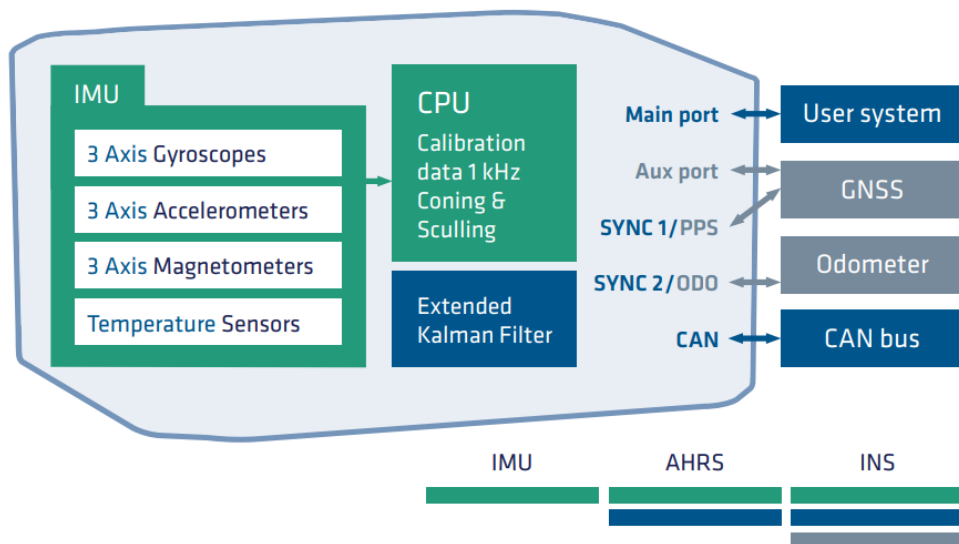 IMU
3 Axis Gyroscopes
3 Axis Accelerometers
3 Axis Magnetometers
Temperature Sensors
CPU
Calibration
data 1 kHz
Coning &
Sculling
Extended
Kalman Filter
Main port
Aux port
SYNC 1/PPS
SYNC 2/ODO
CAN
User system
GNSS
Odometer
CAN bus
IMU
AHRS
INS